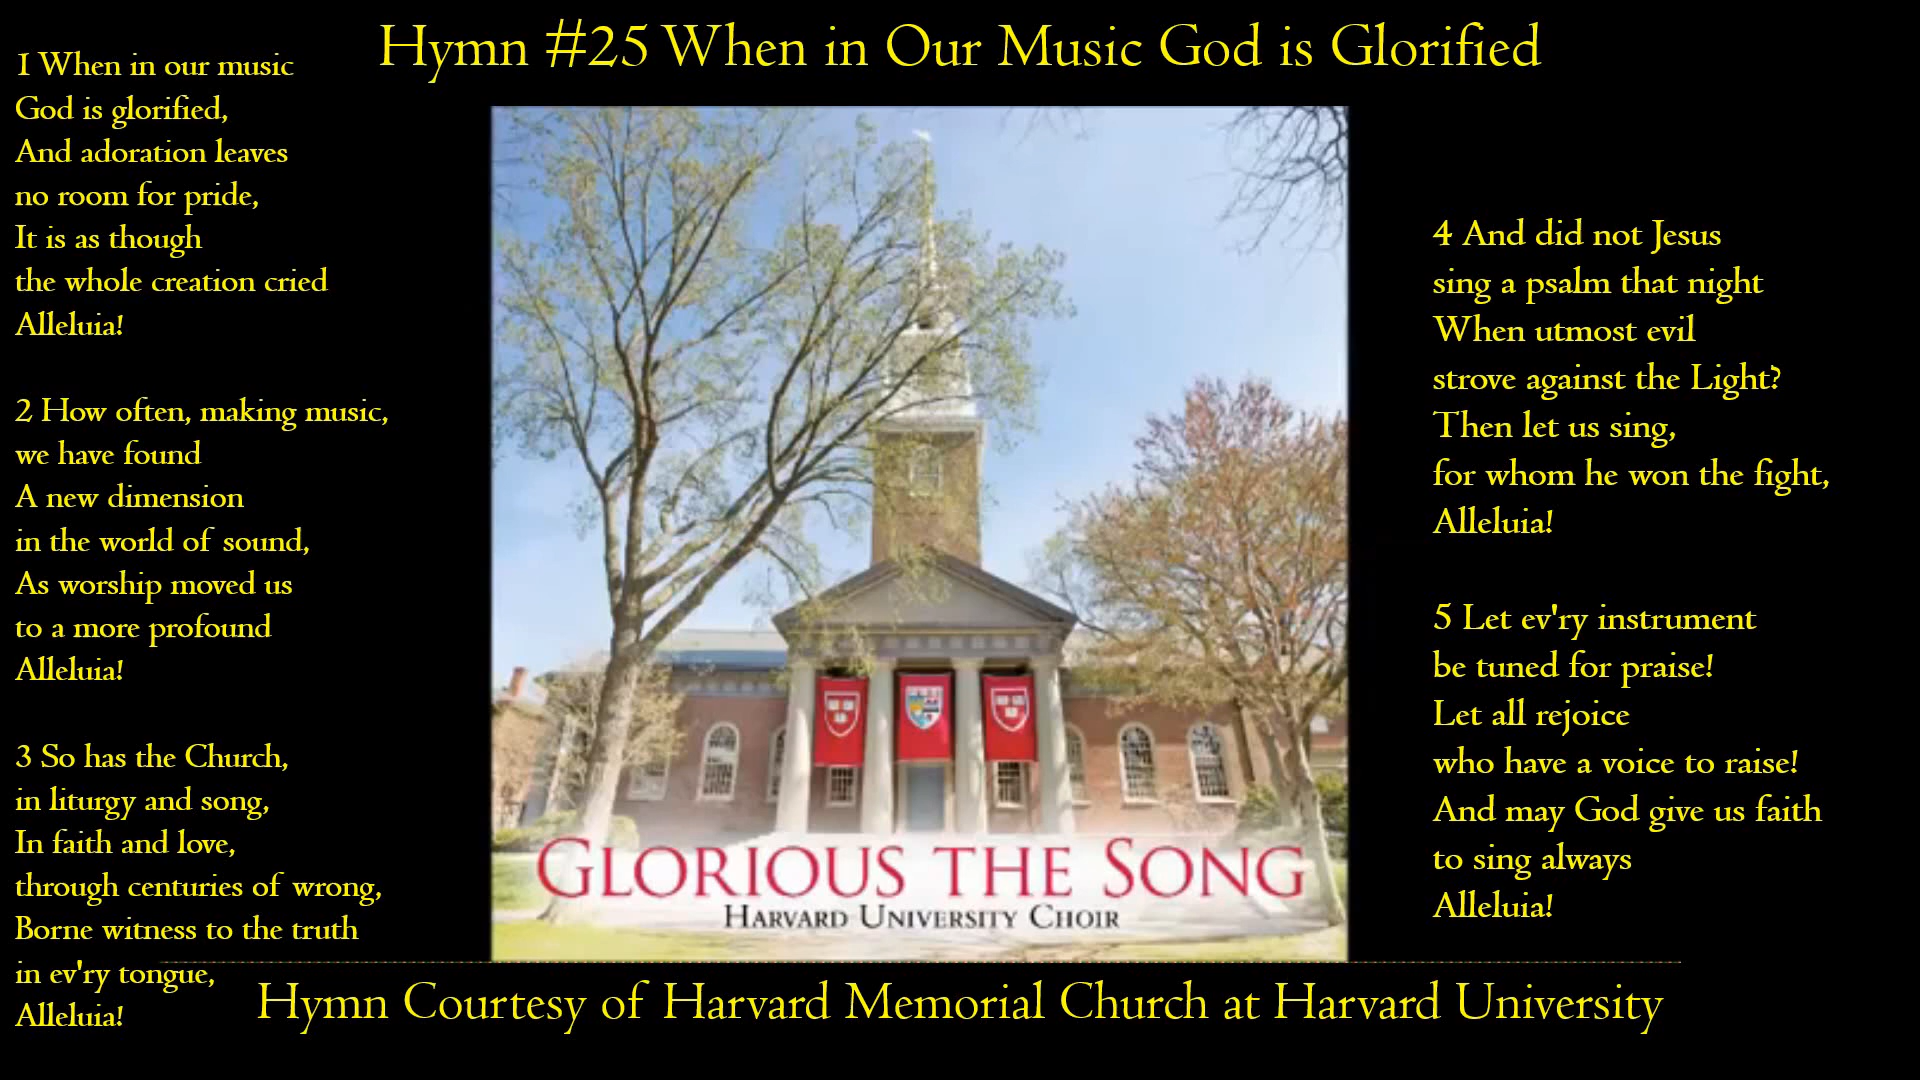 Hymn #25 When in Our Music God is Glorified
1 When in our music
God is glorified,
And adoration leaves
no room for pride,
It is as though
the whole creation cried
Alleluia!
2 How often, making music,
we have found
A new dimension
in the world of sound,
As worship moved us
to a more profound
Alleluia!
3 So has the Church,
in liturgy and song,
In faith and love,
through centuries of wrong,
Borne witness to the truth
in ev'ry tongue,
Alleluia!
4 And did not Jesus
sing a psalm that night
When utmost evil
strove against the Light?
Then let us sing,
for whom he won the fight,
Alleluia!
5 Let ev'ry instrument
be tuned for praise!
Let all rejoice
who have a voice to raise!
And may God give us faith
to sing always
Alleluia!
GLORIOUS THE SONG
HARVARD UNIVERSITY CHOIR
Hymn Courtesy of Harvard Memorial Church at Harvard University